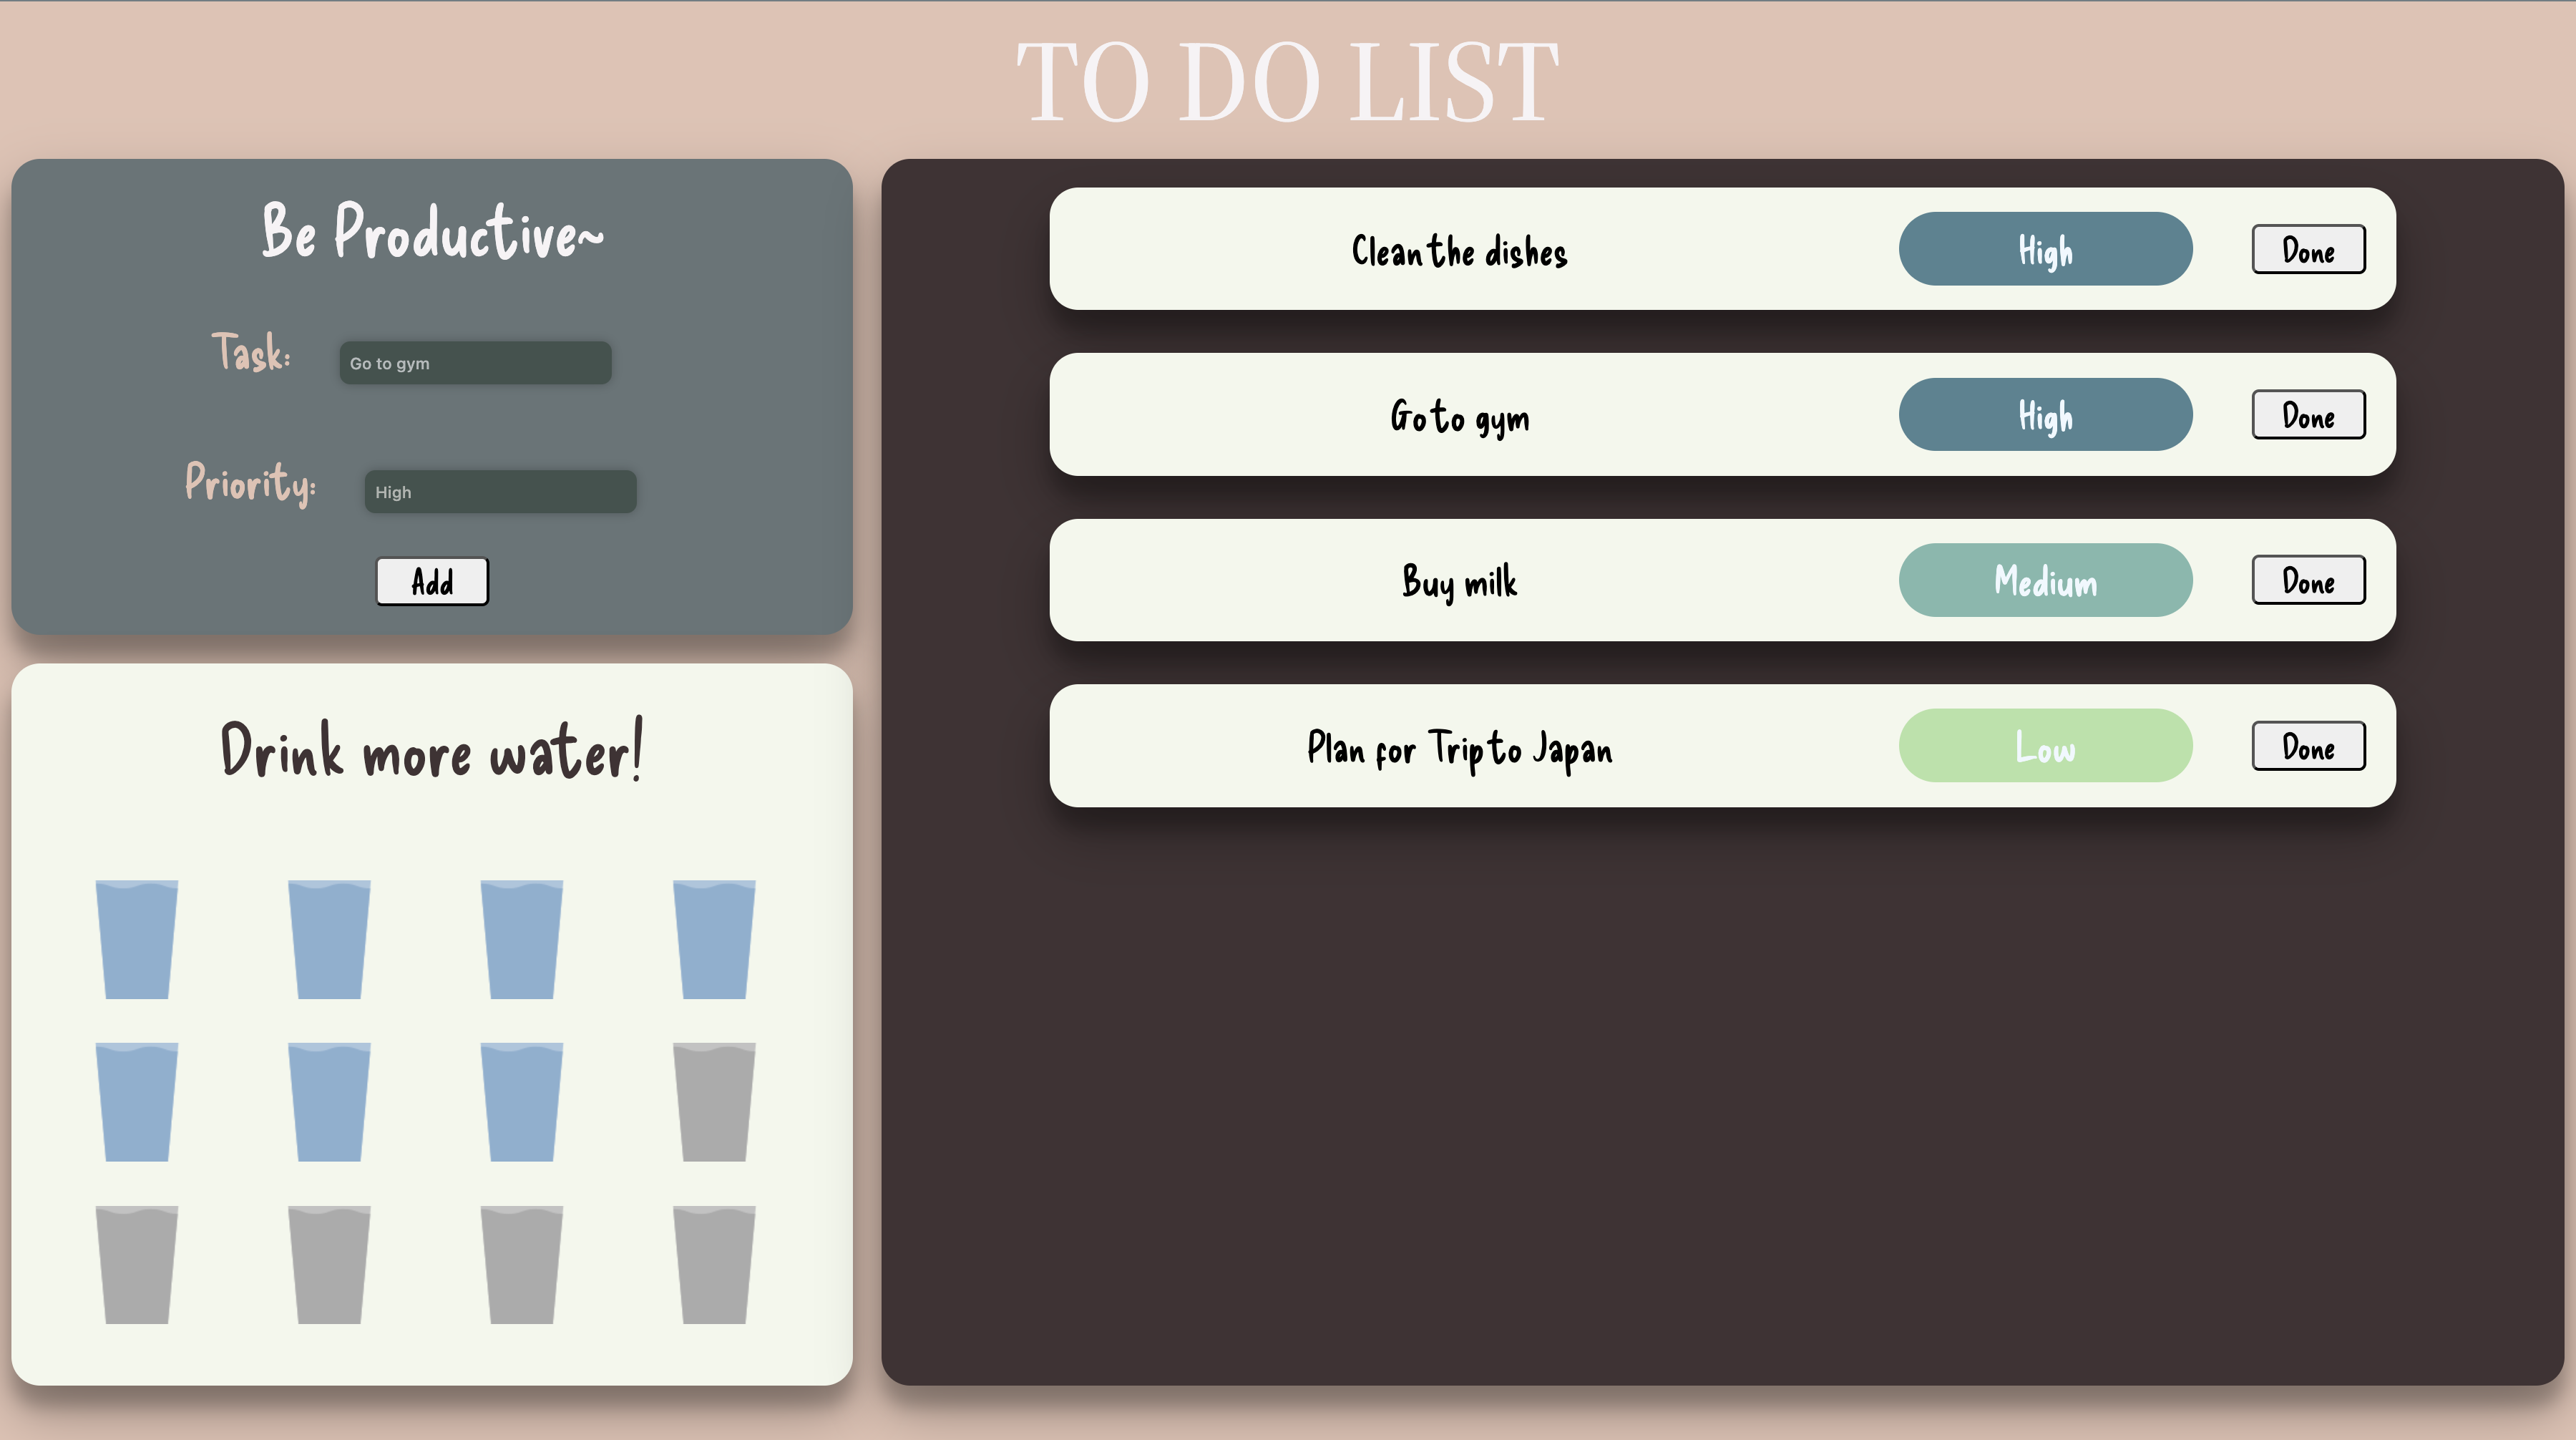 TO DO LIST
Be Productive~
Task:
Go to gym
Priority:
High
Add
Drink more water!
Clean the dishes
High
Done
Go to gym
High
Done
Buy milk
Medium
Done
Plan for Trip to Japan
Low
Done